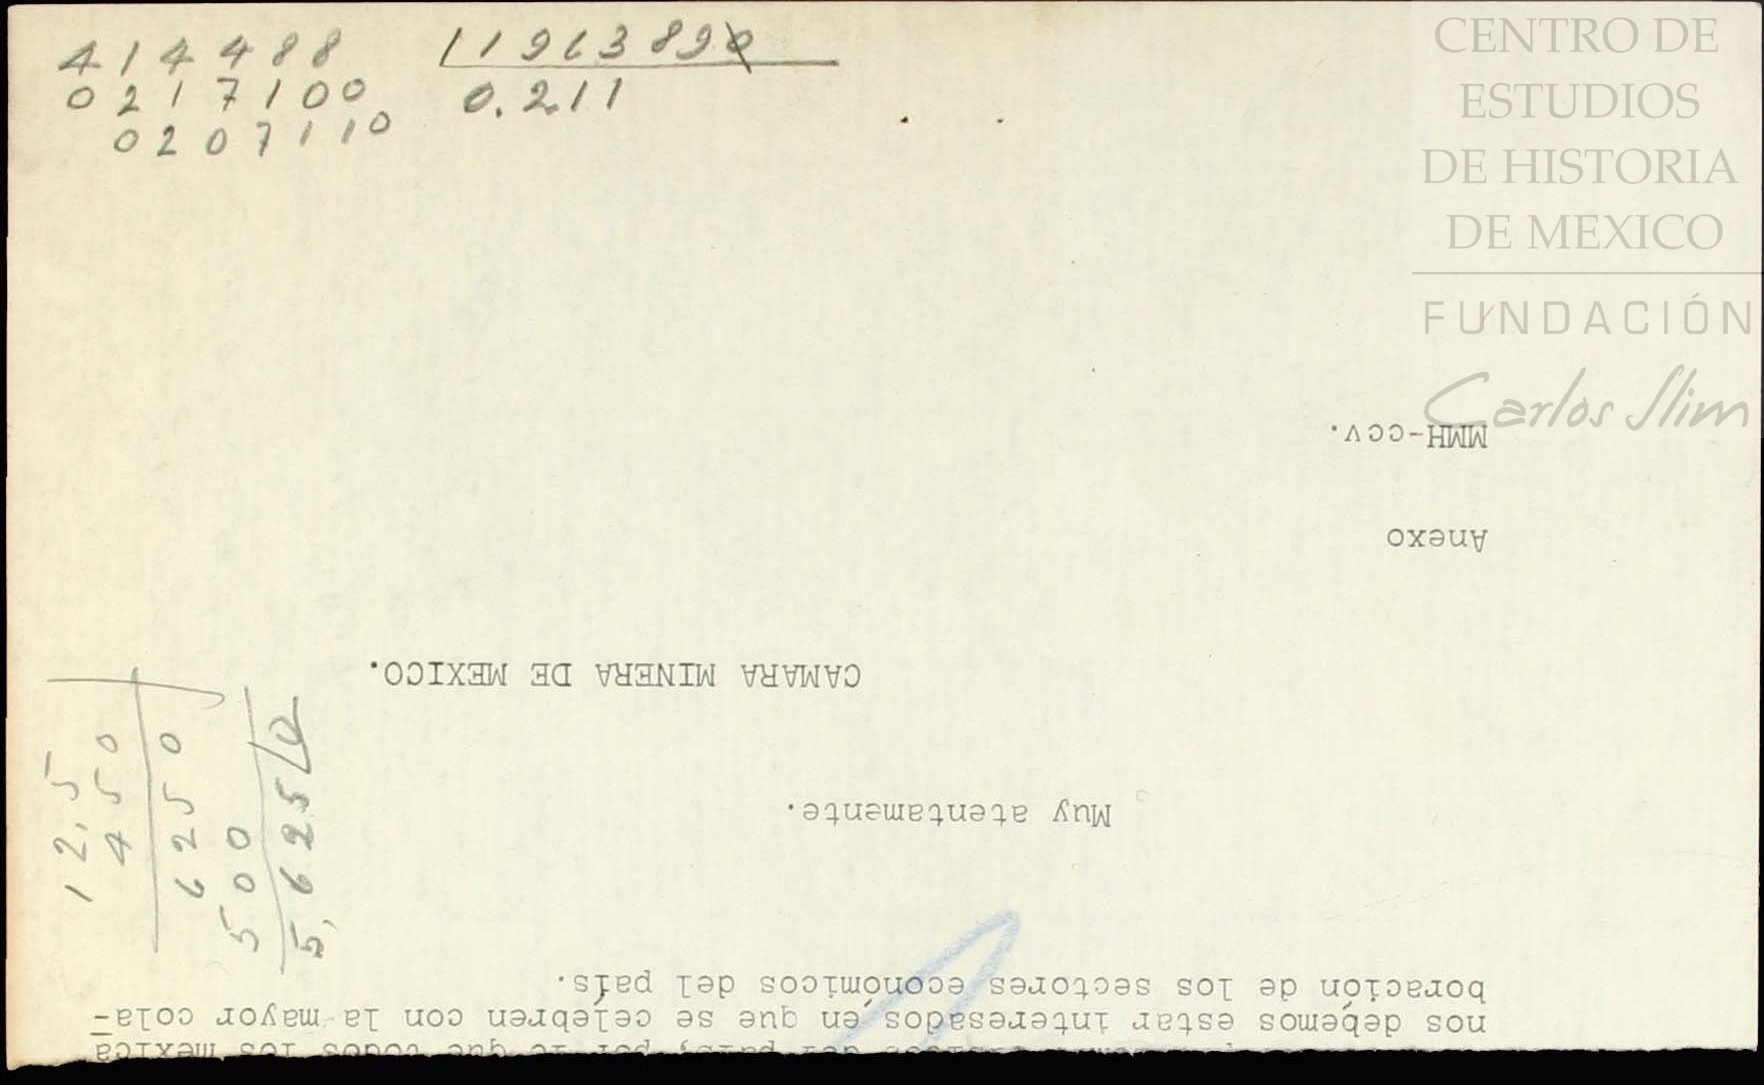 414488 11963890
0217100 0.211
0207110
CENTRO DE
ESTUDIOS
DE HISTORIA
DE MEXICO
FUNDACIÓN
Carlos Slim
nos debemos estar interesados en que se celebren con la mayor cola-
boración de los sectores económicos del país.
Muy atentamente.
CAMARA MINERA DE MEXICO.
Anexo
MMH-ccv.
12,5
450
6250
500
5,625